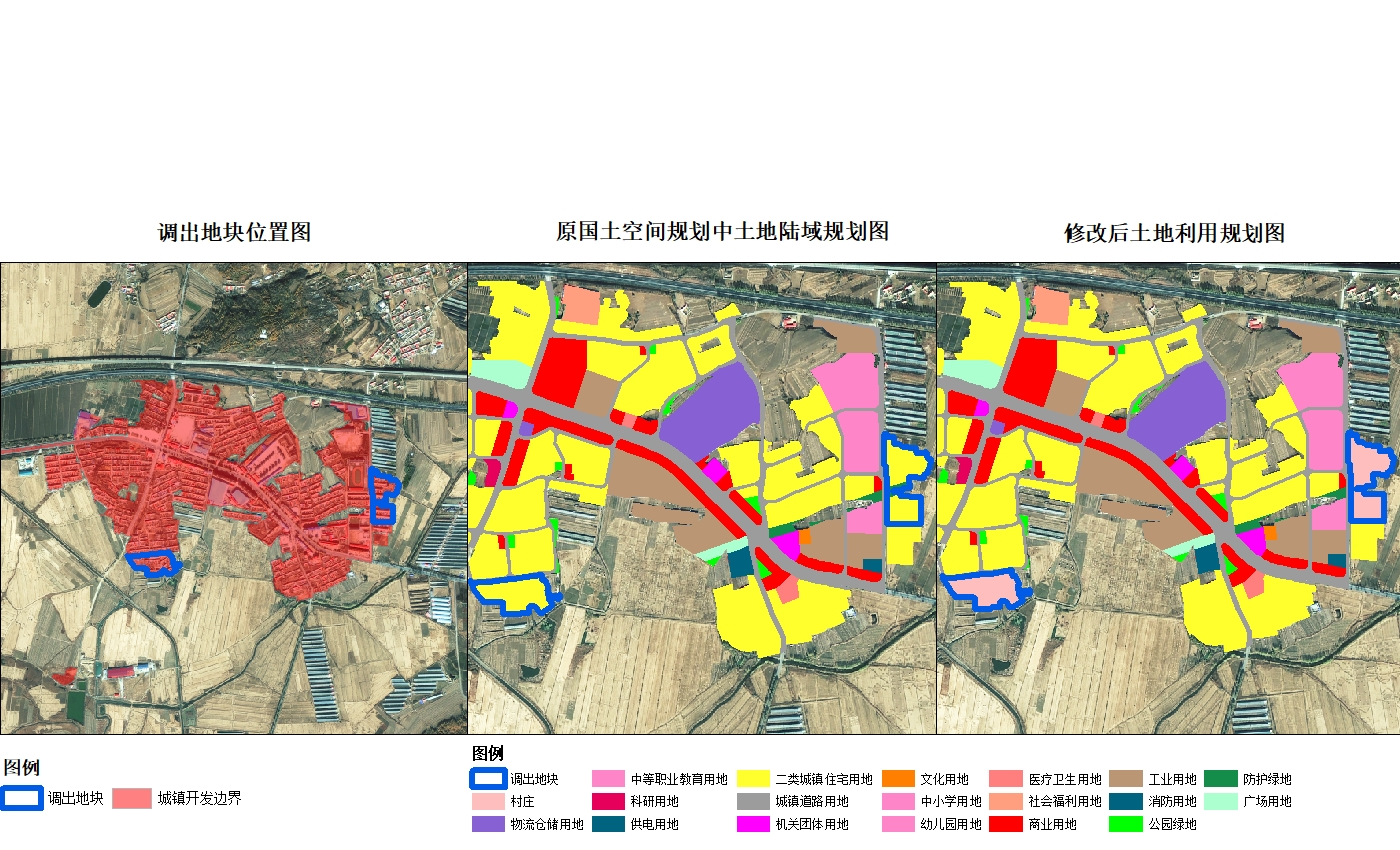 调出地块位置图
原国土空间规划中土地陆域规划图
修改后土地利用规划图
图例
调出地块
城镇开发边界
图例
调出地块
中等职业教育用地
二类城镇住宅用地
文化用地
医疗卫生用地
工业用地
防护绿地
村庄
科研用地
城镇道路用地
中小学用地
社会福利用地
消防用地
广场用地
物流仓储用地
供电用地
机关团体用地
幼儿园用地
商业用地
公园绿地